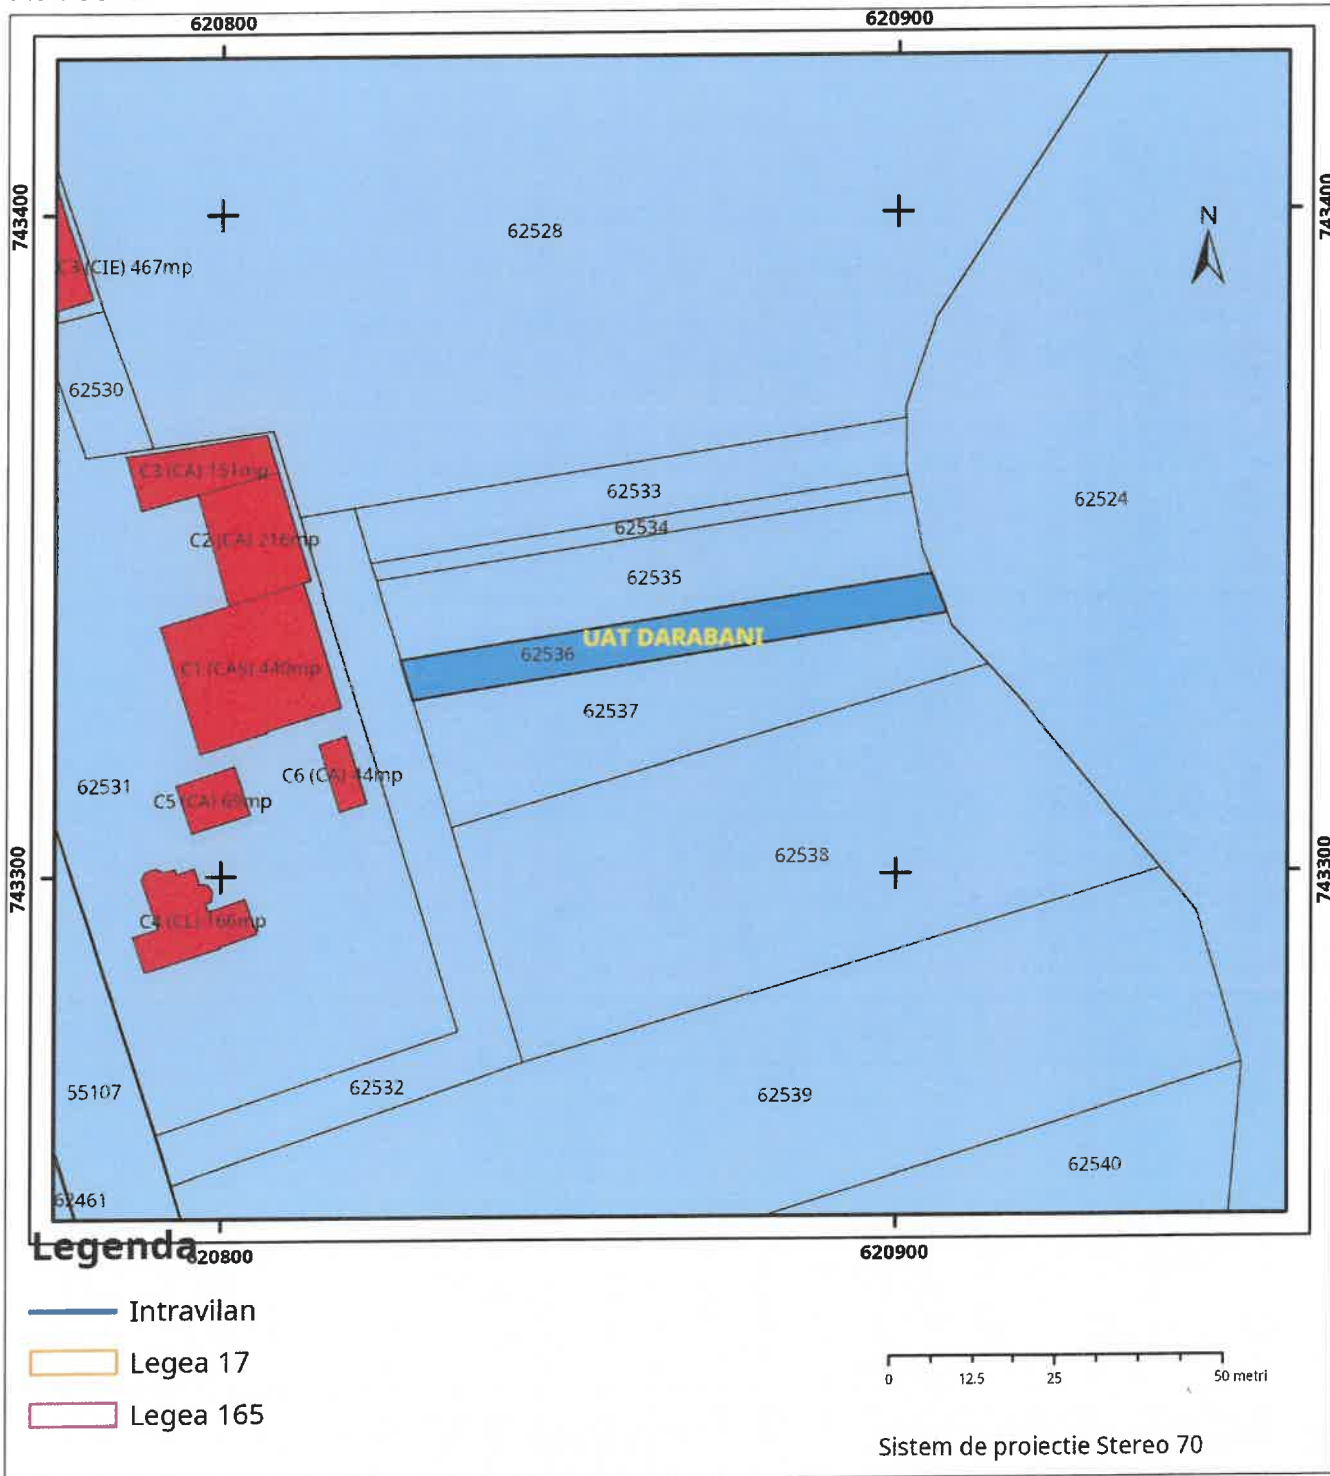 620800
620900
743400
743400
N
62528
C3 (CIE) 467mp
62530
C3 (CA) 151mp
62533
62524
62534
C2 (CA) 216mp
62535
UAT DARABANI
62536
C1 (CAS) 440mp
62537
C6 (CA) 44mp
62531
C5 (CA) 69mp
62538
743300
743300
C4 (CL) 166mp
62532
55107
62539
62540
62461
Legenda
620800
620900
Intravilan
Legea 17
Legea 165
0
12.5
25
50 metri
Sistem de proiectie Stereo 70